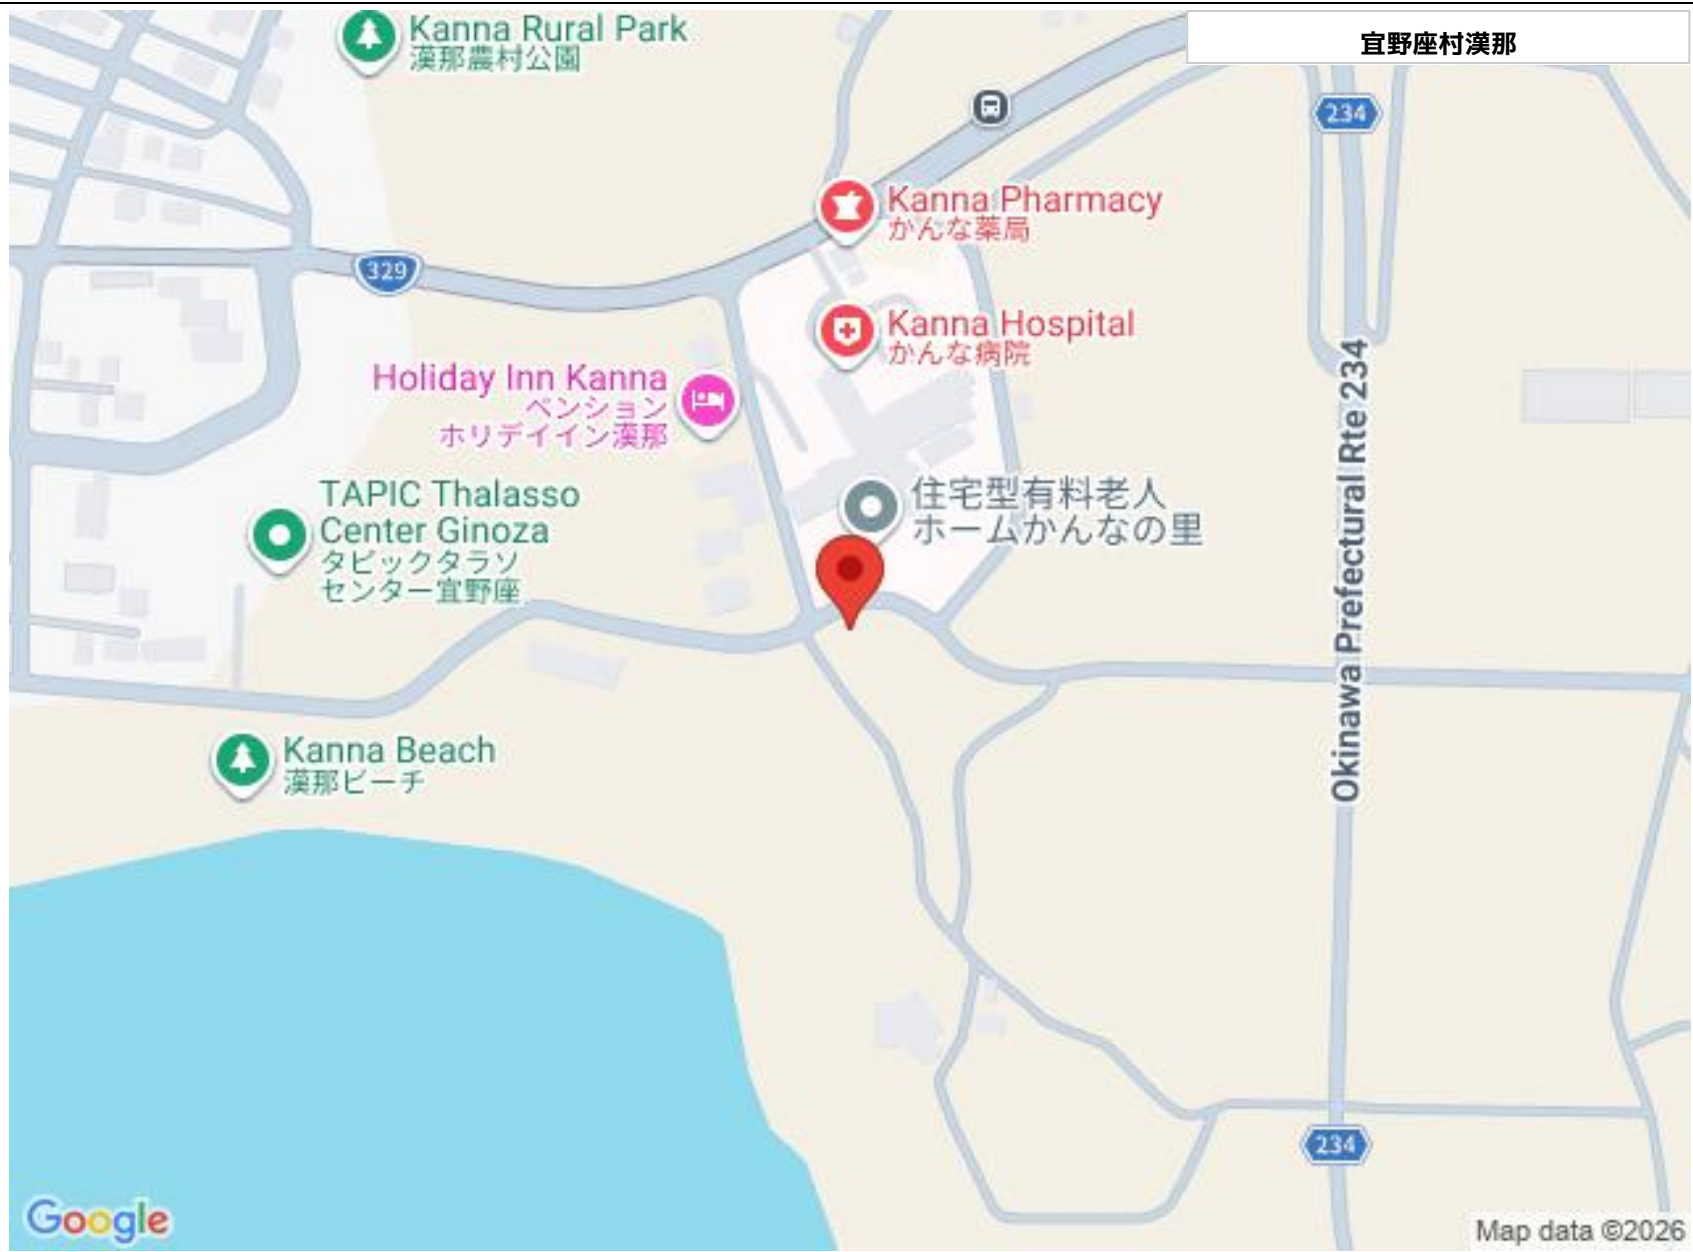 Kanna Rural Park
漢那農村公園
宜野座村漢那
234
Kanna Pharmacy
かんな薬局
329
Kanna Hospital
かんな病院
Holiday Inn Kanna
ペンション
ホリデイイン漢那
TAPIC Thalasso
Center Ginoza
タピックタラソ
センター宜野座
住宅型有料老人
ホームかんなの里
Okinawa Prefectural Rte 234
Kanna Beach
漢那ビーチ
234
Google
Map data ©2026